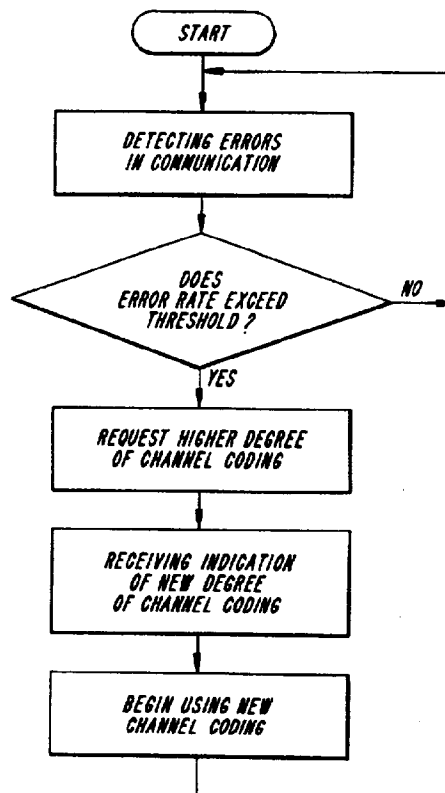 START
DETECTING ERRORS
IN COMMUNICATION
DOES
ERROR RATE EXCEED
THRESHOLD ?
NO
YES
REQUEST HIGHER DEGREE
OF CHANNEL CODING
RECEIVING INDICATION
OF NEW DEGREE
OF CHANNEL CODING
BEGIN USING NEW
CHANNEL CODING